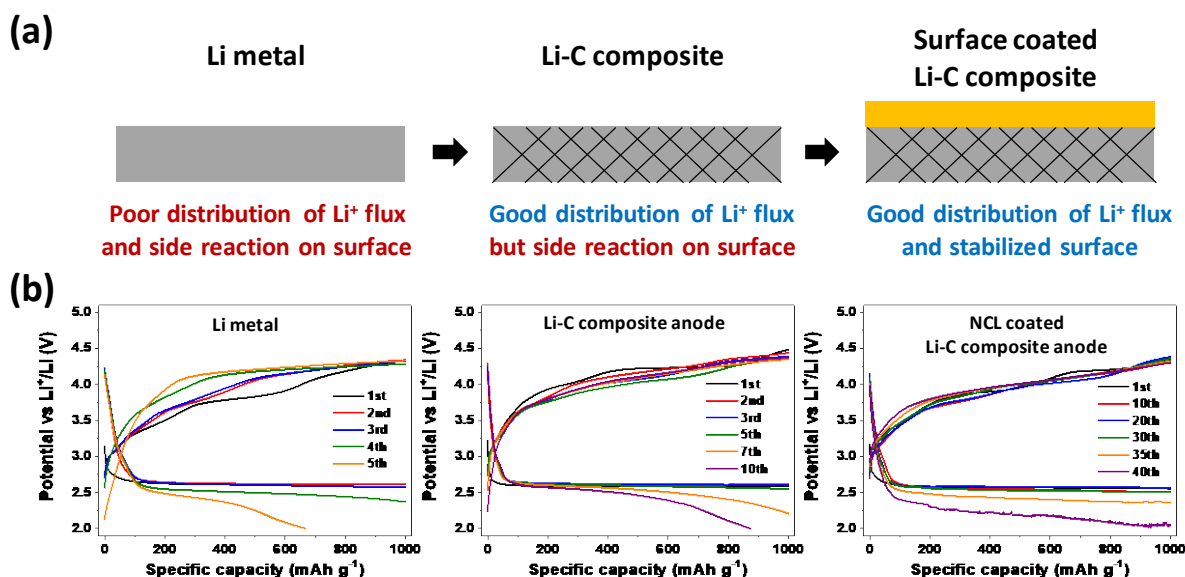 (a)
Li metal
Li-C composite
Surface coated
Li-C composite
Poor distribution of Li⁺ flux
and side reaction on surface
Good distribution of Li⁺ flux
but side reaction on surface
Good distribution of Li⁺ flux
and stabilized surface
(b)
Potential vs Li⁺/Li (V)
5.0
4.5
4.0
3.5
3.0
2.5
2.0
Li metal
1st
2nd
3rd
4th
5th
0 200 400 600 800 1000
Specific capacity (mAh g⁻¹)
Potential vs Li⁺/Li (V)
5.0
4.5
4.0
3.5
3.0
2.5
2.0
Li-C composite anode
1st
2nd
3rd
5th
7th
10th
0 200 400 600 800 1000
Specific capacity (mAh g⁻¹)
Potential vs Li⁺/Li (V)
5.0
4.5
4.0
3.5
3.0
2.5
2.0
NCL coated
Li-C composite anode
1st
10th
20th
30th
35th
40th
0 200 400 600 800 1000
Specific capacity (mAh g⁻¹)